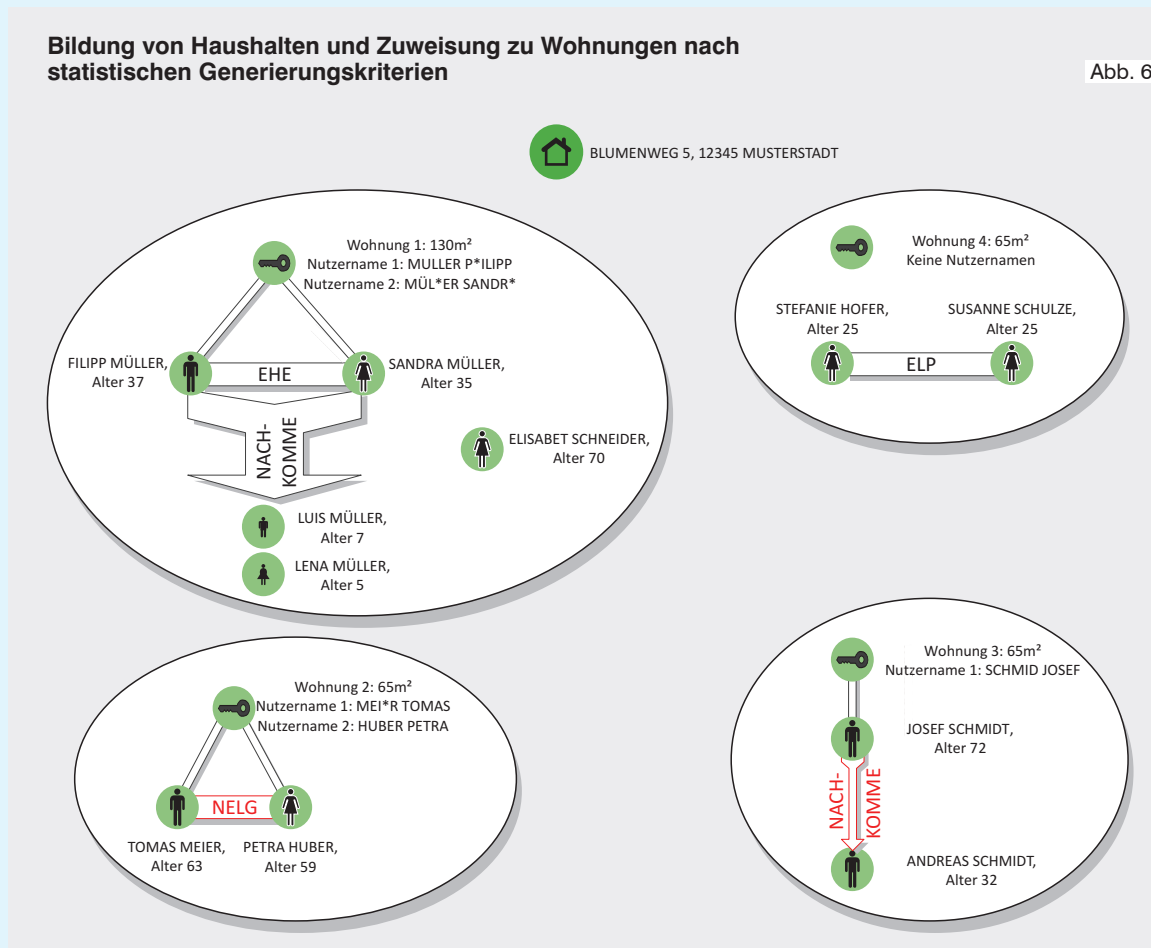 Bildung von Haushalten und Zuweisung zu Wohnungen nach
statistischen Generierungskriterien
Abb. 6
BLUMENWEG 5, 12345 MUSTERSTADT
Wohnung 1: 130m²
Nutzername 1: MULLER P*ILIPP
Nutzername 2: MÜL*ER SANDR*
FILIPP MÜLLER,
Alter 37
EHE
SANDRA MÜLLER,
Alter 35
NACH-
KOMME
ELISABET SCHNEIDER,
Alter 70
LUIS MÜLLER,
Alter 7
LENA MÜLLER,
Alter 5
Wohnung 4: 65m²
Keine Nutzernamen
STEFANIE HOFER,
Alter 25
SUSANNE SCHULZE,
Alter 25
ELP
Wohnung 2: 65m²
Nutzername 1: MEI*R TOMAS
Nutzername 2: HUBER PETRA
NELG
TOMAS MEIER,
Alter 63
PETRA HUBER,
Alter 59
Wohnung 3: 65m²
Nutzername 1: SCHMID JOSEF
JOSEF SCHMIDT,
Alter 72
NACH-
KOMME
ANDREAS SCHMIDT,
Alter 32